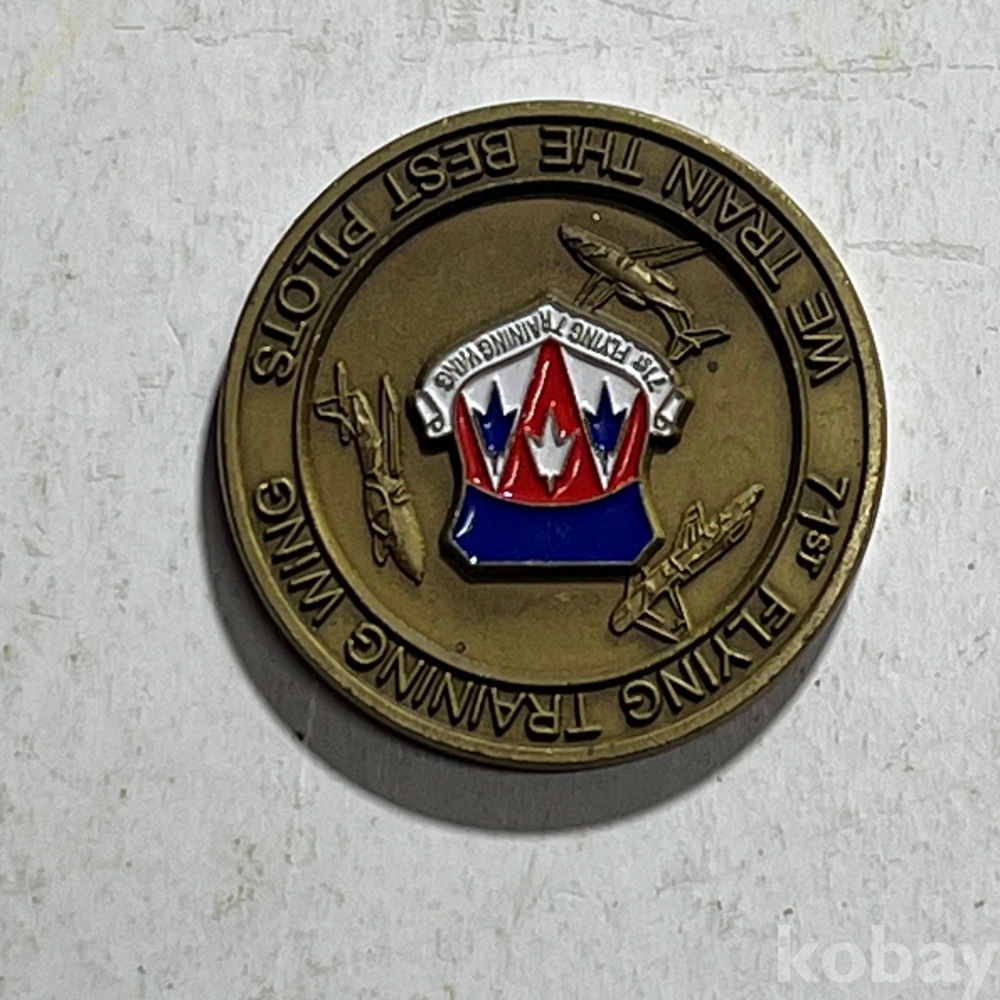 71ST FLYING TRAINING WING
WE TRAIN THE BEST PILOTS
71ST FLYING TRAINING WING
kobay